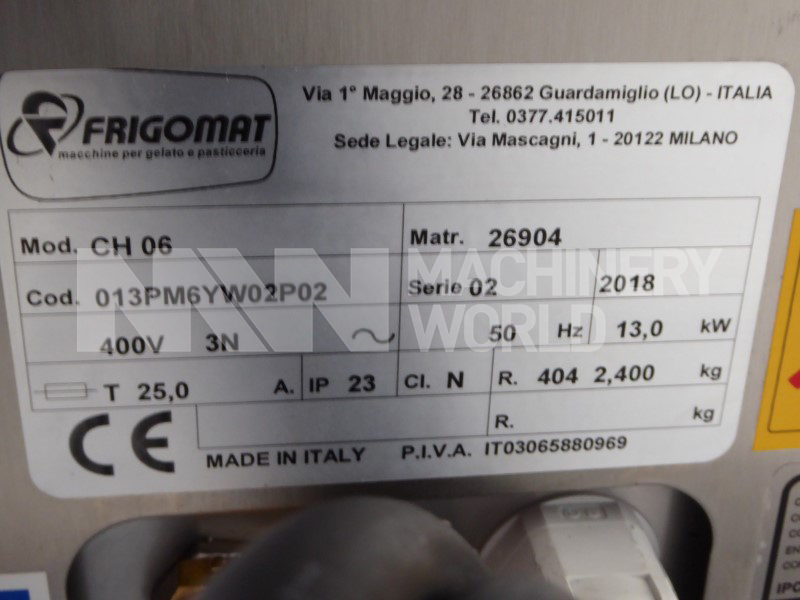 FRIGOMAT
macchine per gelato e pasticceria
Via 1° Maggio, 28 - 26862 Guardamiglio (LO) - ITALIA
Tel. 0377.415011
Sede Legale: Via Mascagni, 1 - 20122 MILANO
Mod. CH 06 Matr. 26904
Cod. 013PM6YW02P02 Serie 02 2018
MACHINERY
WORLD
400V 3N 50 Hz 13,0 kW
T 25,0 A. IP 23 Cl. N R. 404 2,400 kg
R. kg
CE MADE IN ITALY P.I.V.A. IT03065880969